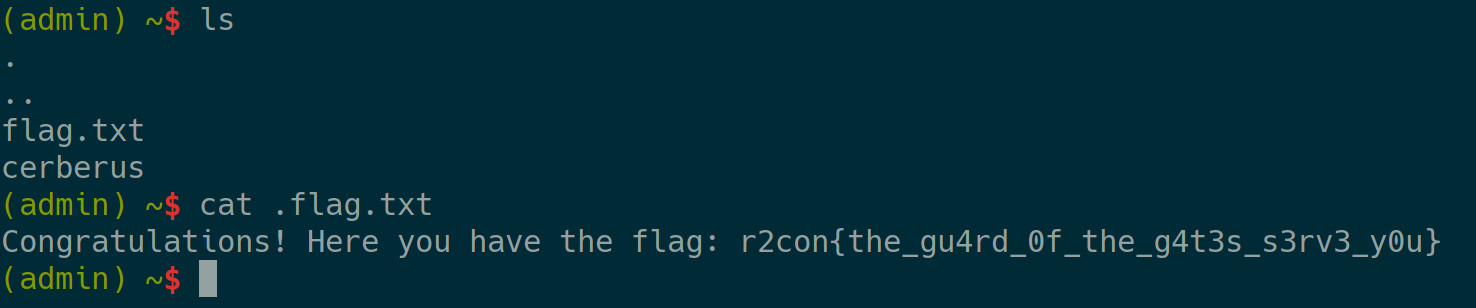 (admin) ~$ ls
.
..
flag.txt
cerberus
(admin) ~$ cat .flag.txt
Congratulations! Here you have the flag: r2con{the_gu4rd_0f_the_g4t3s_s3rv3_y0u}
(admin) ~$